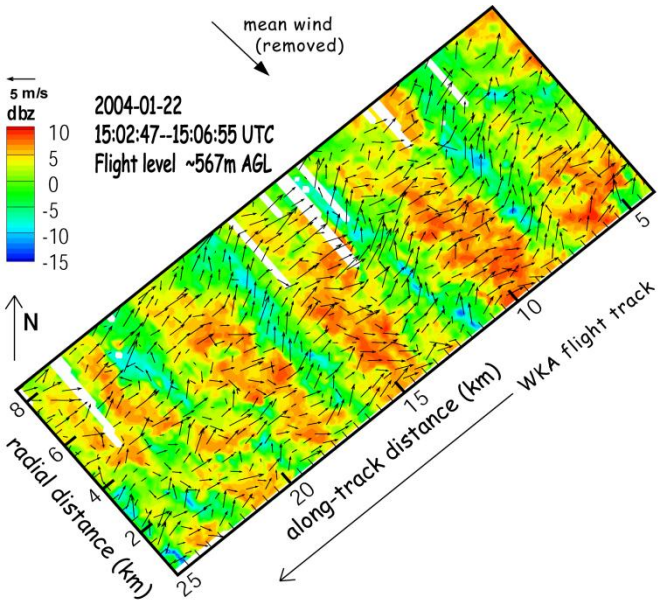 mean wind
(removed)
5 m/s
dbz
10
5
0
-5
-10
-15
2004-01-22
15:02:47--15:06:55 UTC
Flight level ~567m AGL
N
5
10
15
20
25
WKA flight track
along-track distance (km)
8
6
4
2
radial distance (km)